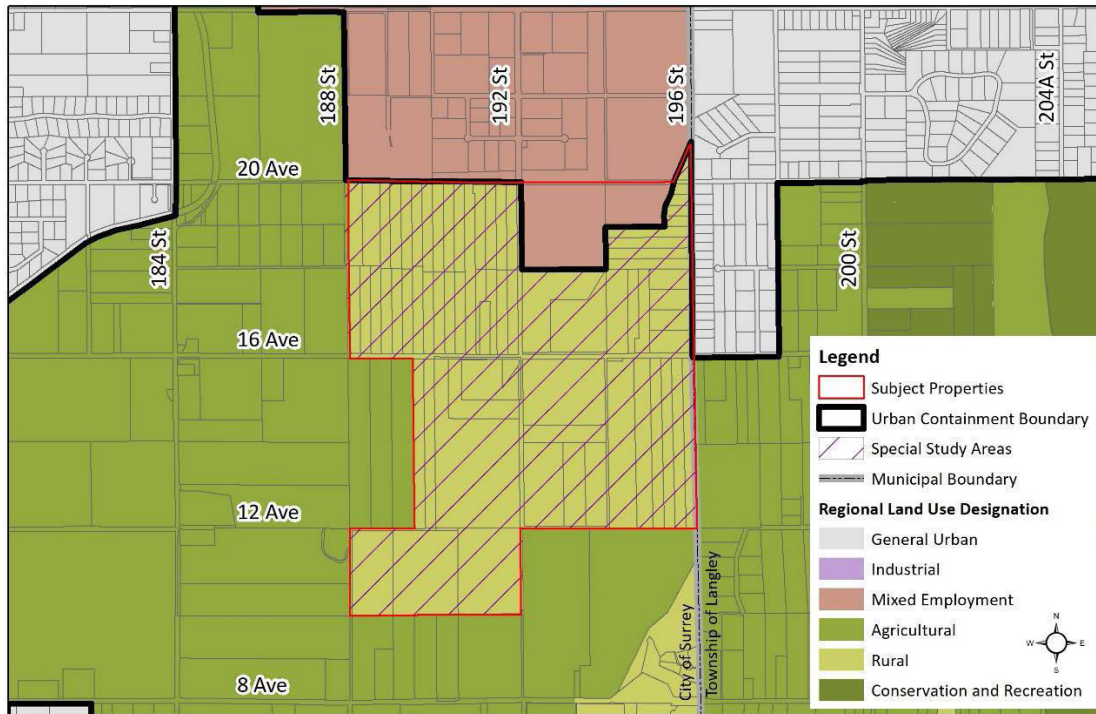 188 St
192 St
196 St
204A St
20 Ave
184 St
200 St
16 Ave
12 Ave
8 Ave
City of Surrey
Township of Langley
Legend
Subject Properties
Urban Containment Boundary
Special Study Areas
Municipal Boundary
Regional Land Use Designation
General Urban
Industrial
Mixed Employment
Agricultural
Rural
Conservation and Recreation
N
W E
S